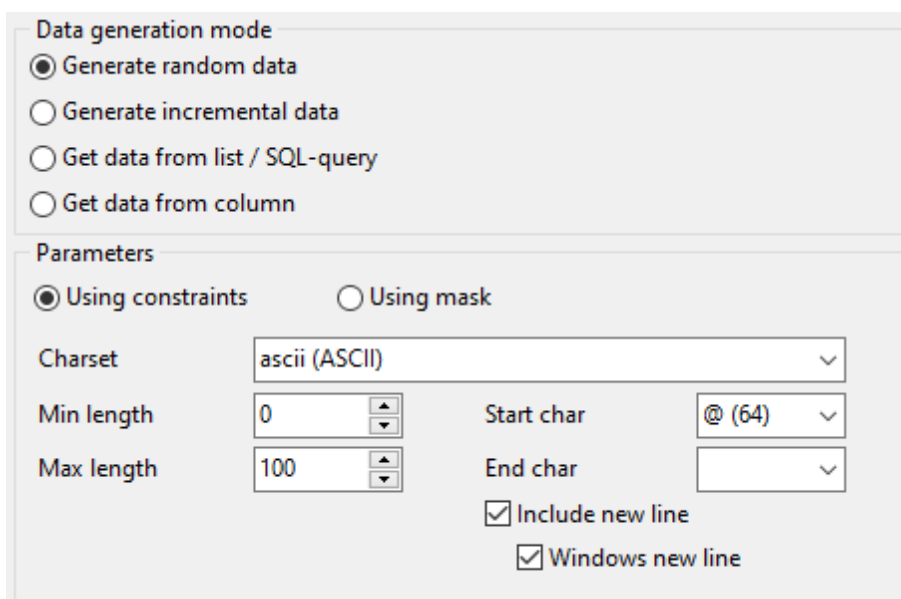 Data generation mode
Generate random data
Generate incremental data
Get data from list / SQL-query
Get data from column
Parameters
Using constraints Using mask
Charset ascii (ASCII)
Min length 0 Start char @ (64)
Max length 100 End char
Include new line
Windows new line